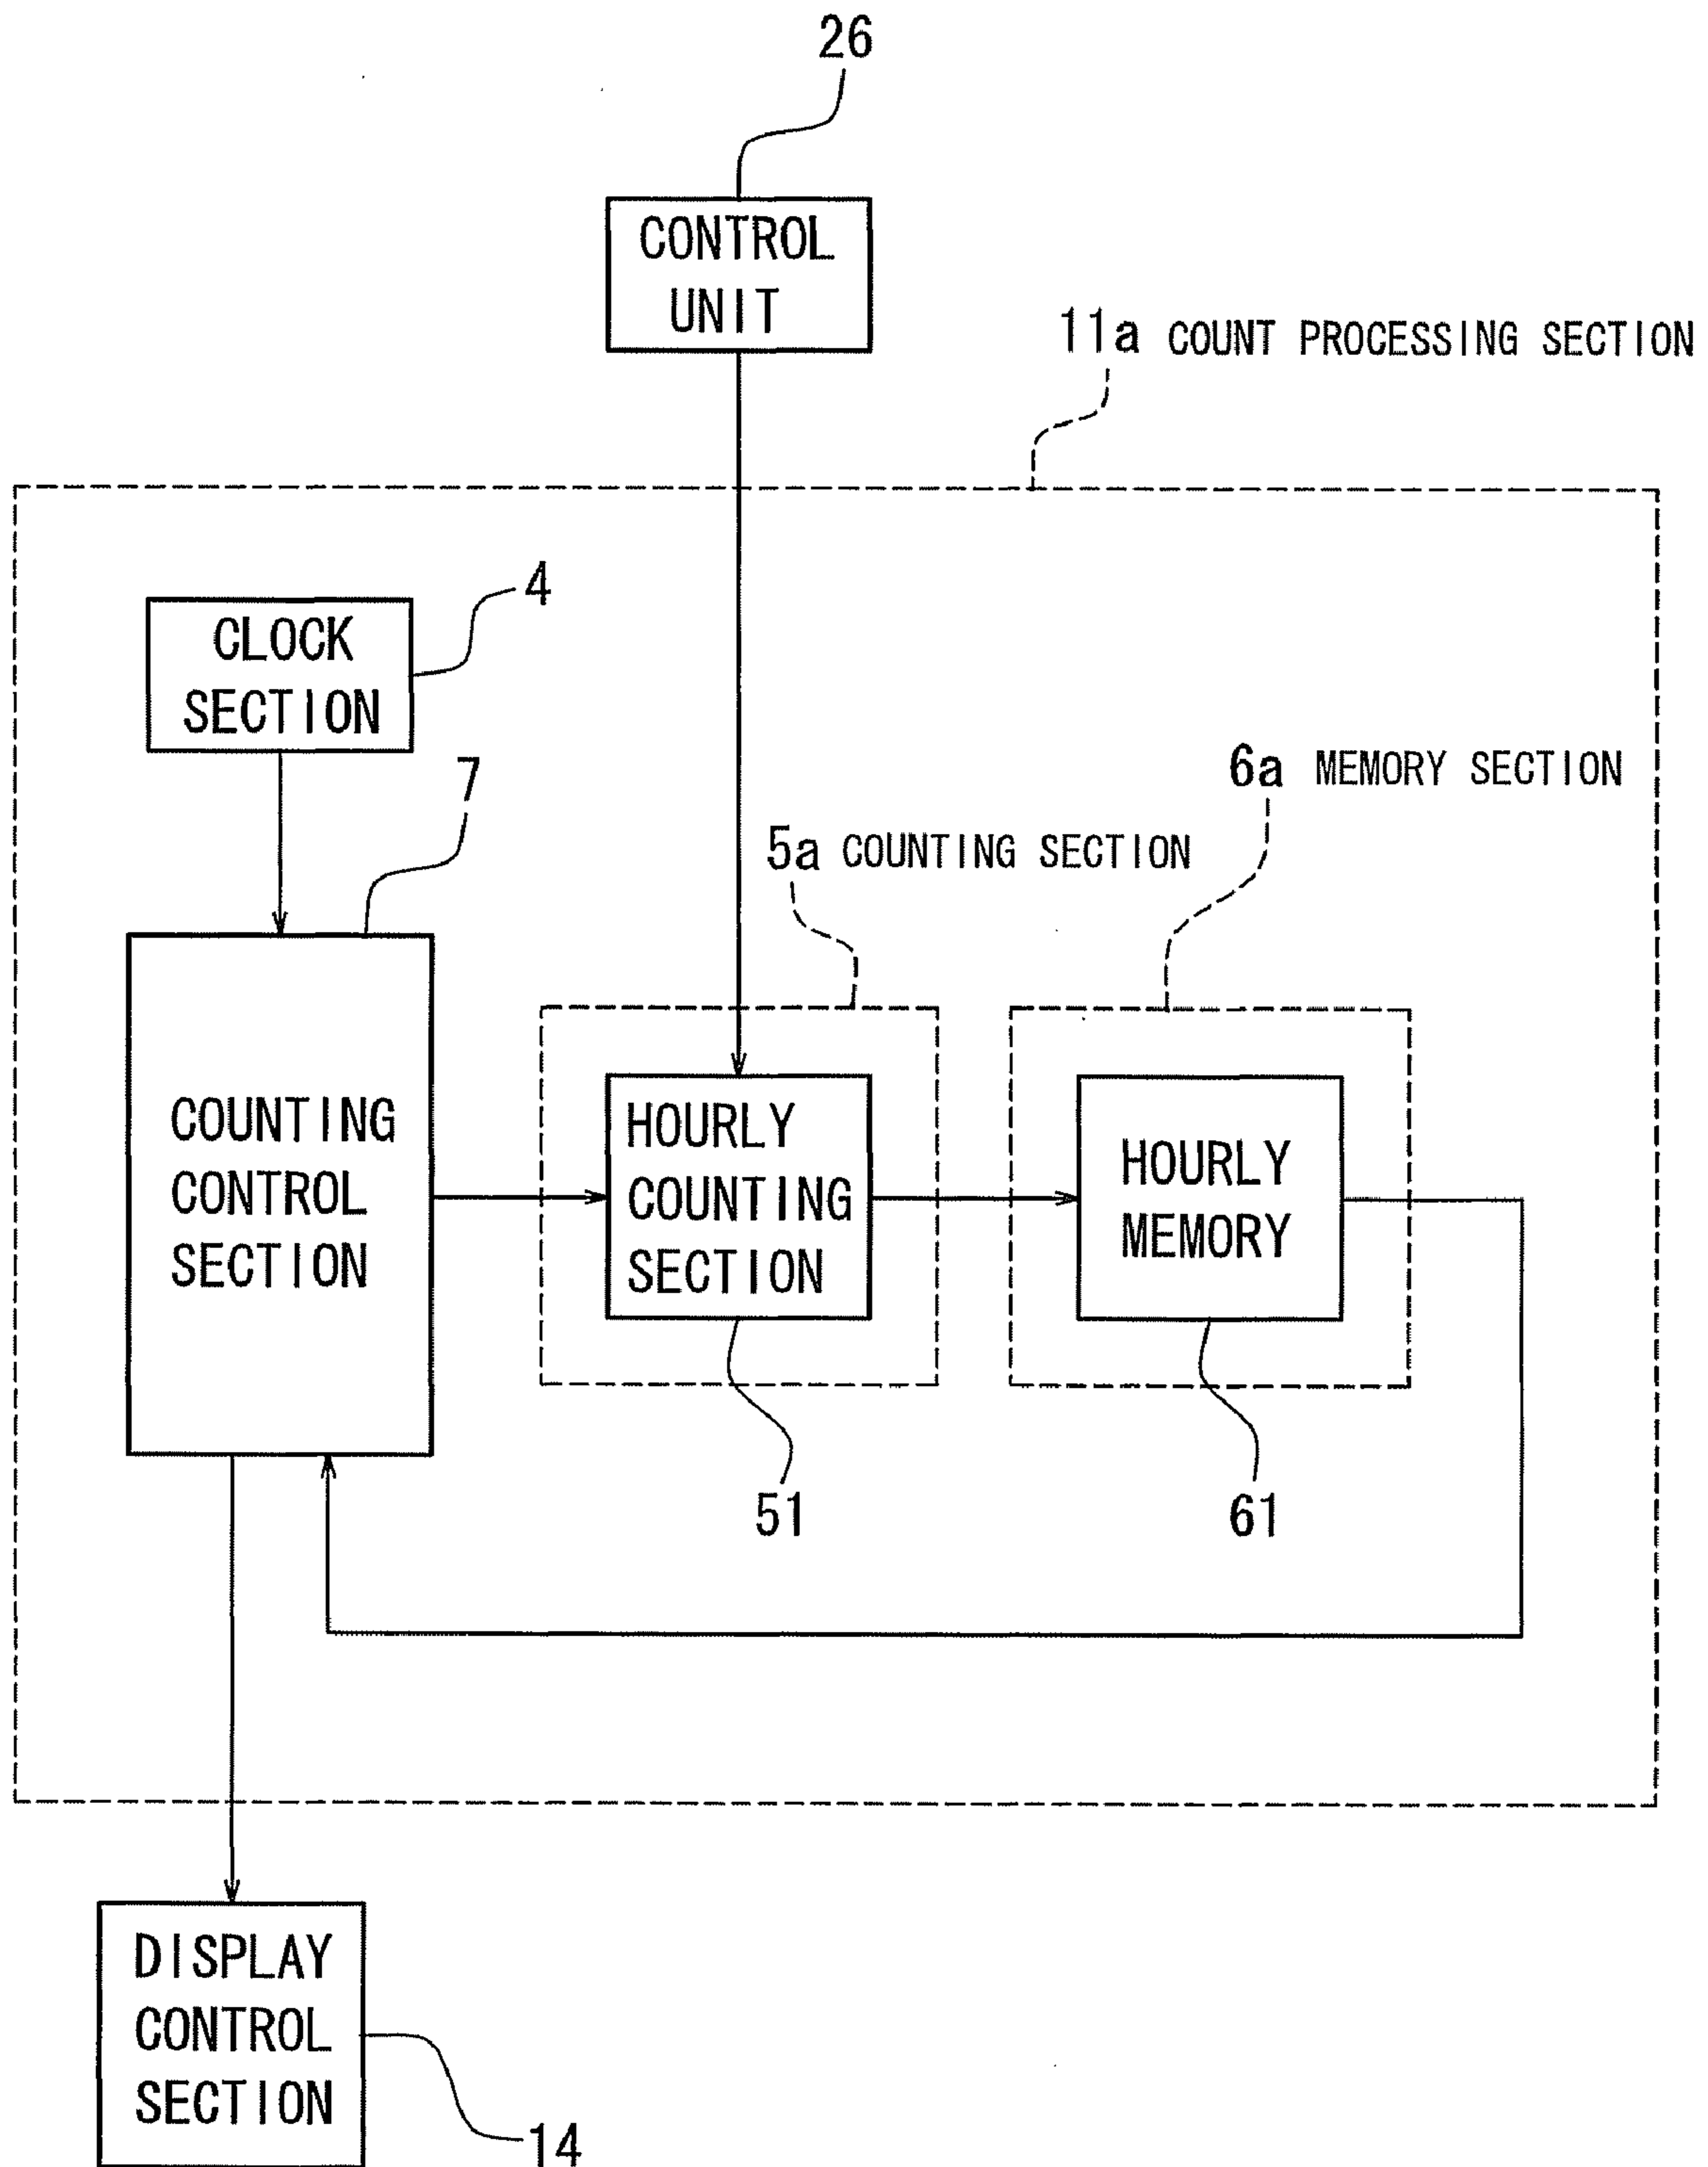 26
CONTROL
UNIT
11a COUNT PROCESSING SECTION
4
CLOCK
SECTION
7
6a MEMORY SECTION
5a COUNTING SECTION
COUNTING
CONTROL
SECTION
HOURLY
COUNTING
SECTION
HOURLY
MEMORY
51
61
DISPLAY
CONTROL
SECTION
14